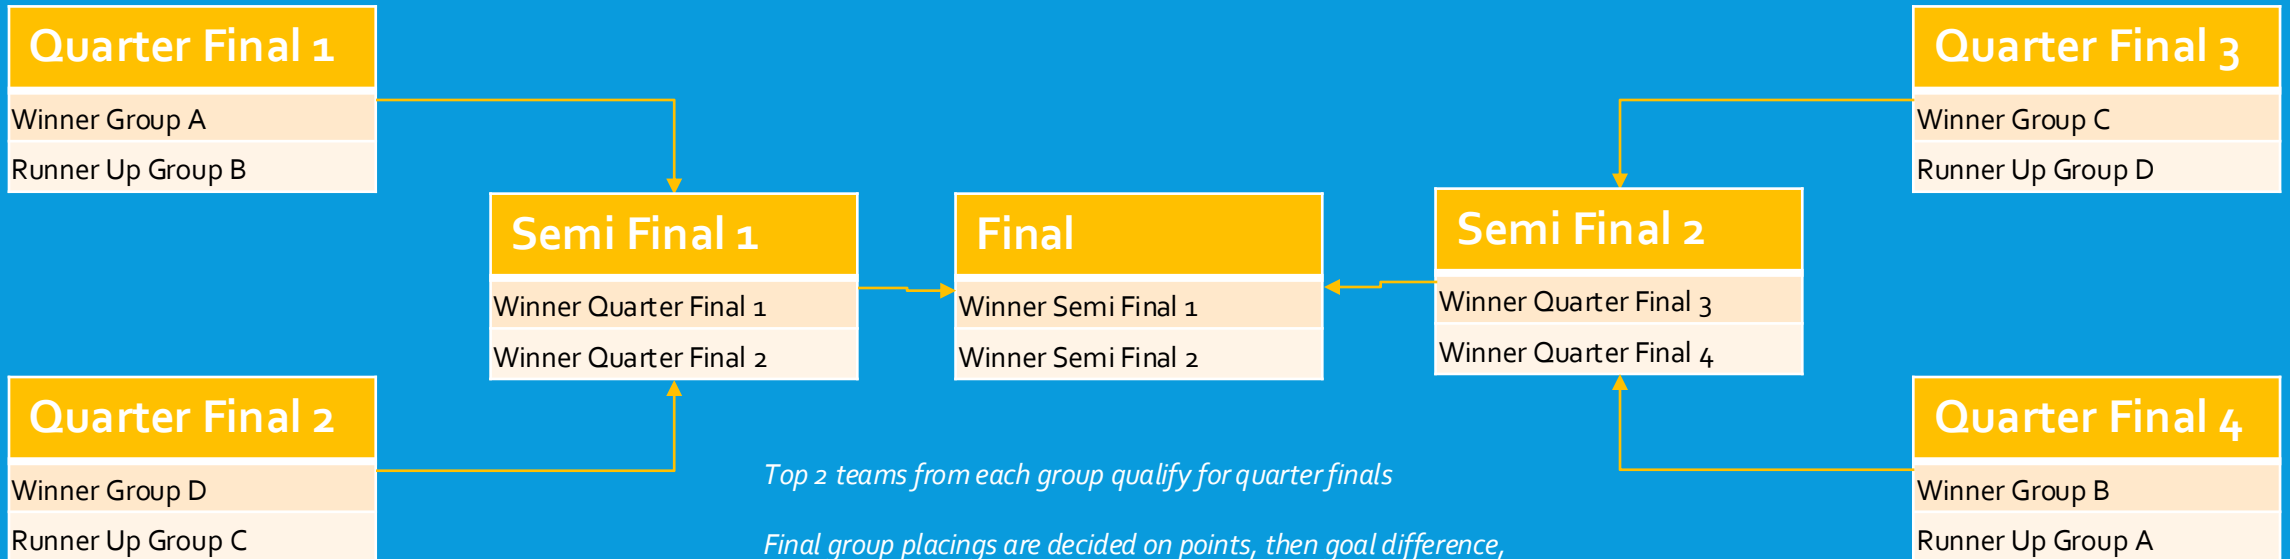 Quarter Final 1
Winner Group A
Runner Up Group B
Quarter Final 3
Winner Group C
Runner Up Group D
Semi Final 1
Winner Quarter Final 1
Winner Quarter Final 2
Final
Winner Semi Final 1
Winner Semi Final 2
Semi Final 2
Winner Quarter Final 3
Winner Quarter Final 4
Quarter Final 2
Winner Group D
Runner Up Group C
Quarter Final 4
Winner Group B
Runner Up Group A
Top 2 teams from each group qualify for quarter finals
Final group placings are decided on points, then goal difference,